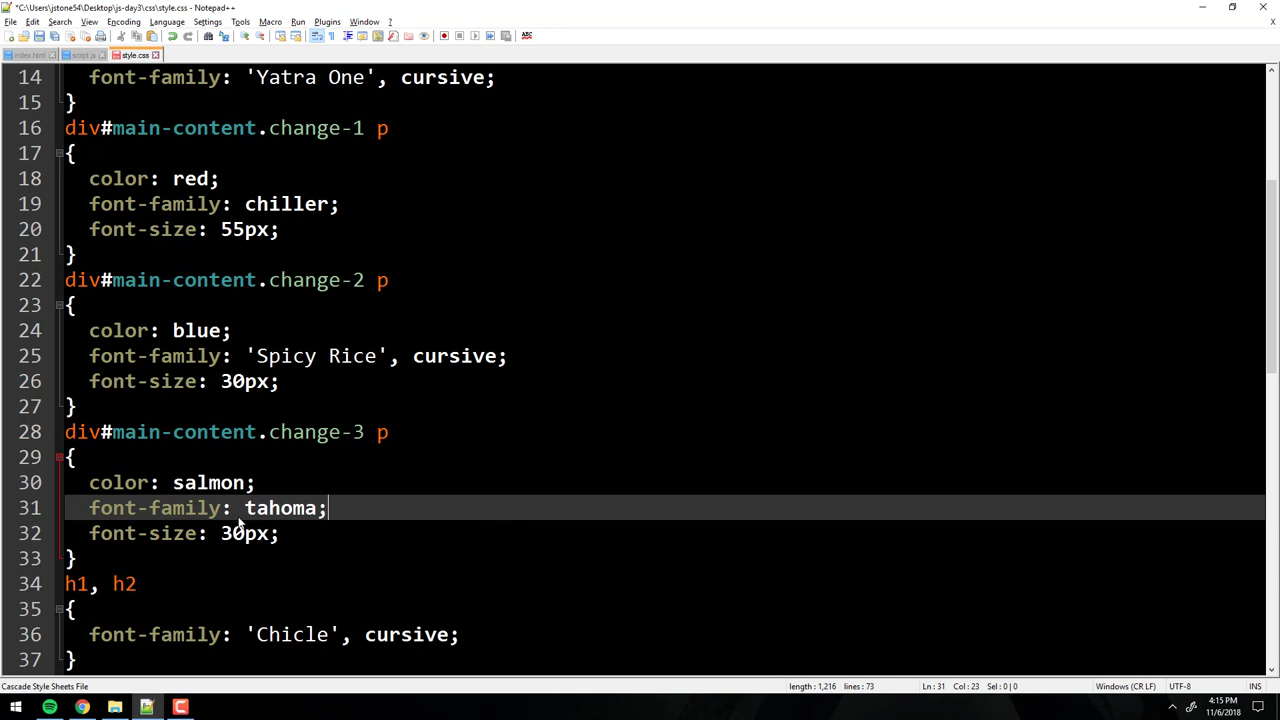 *C:\Users\jstone54\Desktop\js-day3\css\style.css - Notepad++
File Edit Search View Encoding Language Settings Tools Macro Run Plugins Window ?
index.html script.js style.css
14 font-family: 'Yatra One', cursive;
15 }
16 div#main-content.change-1 p
17 {
18 color: red;
19 font-family: chiller;
20 font-size: 55px;
21 }
22 div#main-content.change-2 p
23 {
24 color: blue;
25 font-family: 'Spicy Rice', cursive;
26 font-size: 30px;
27 }
28 div#main-content.change-3 p
29 {
30 color: salmon;
31 font-family: tahoma;
32 font-size: 30px;
33 }
34 h1, h2
35 {
36 font-family: 'Chicle', cursive;
37 }
Cascade Style Sheets File length : 1,216 lines : 73 Ln : 31 Col : 23 Sel : 0 | 0 Windows (CR LF) UTF-8 INS
4:15 PM
11/6/2018